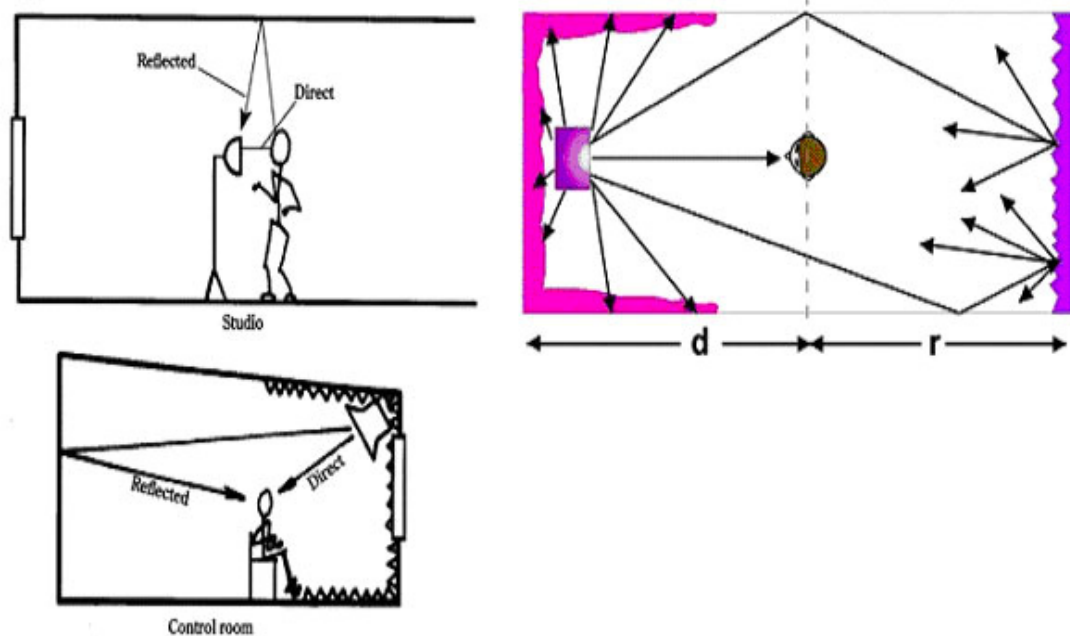 Reflected
Direct
Studio
d
r
Reflected
Direct
Control room